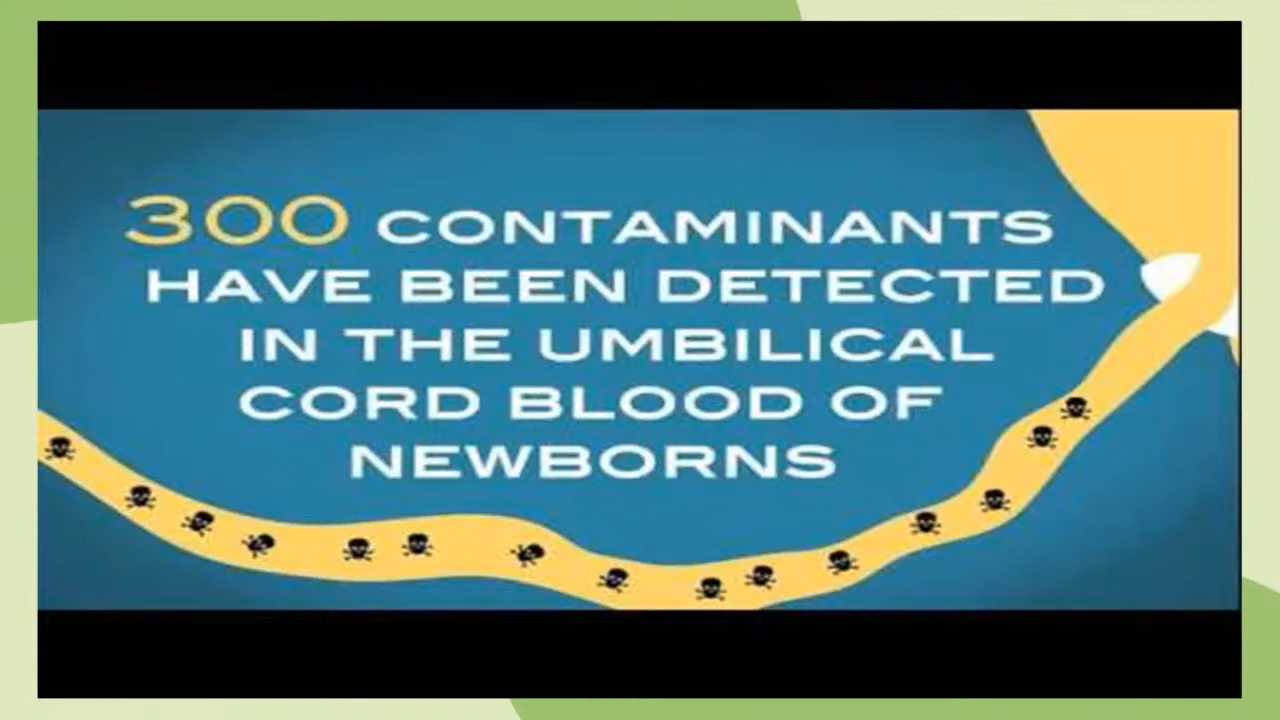 300 CONTAMINANTS
HAVE BEEN DETECTED
IN THE UMBILICAL
CORD BLOOD OF
NEWBORNS